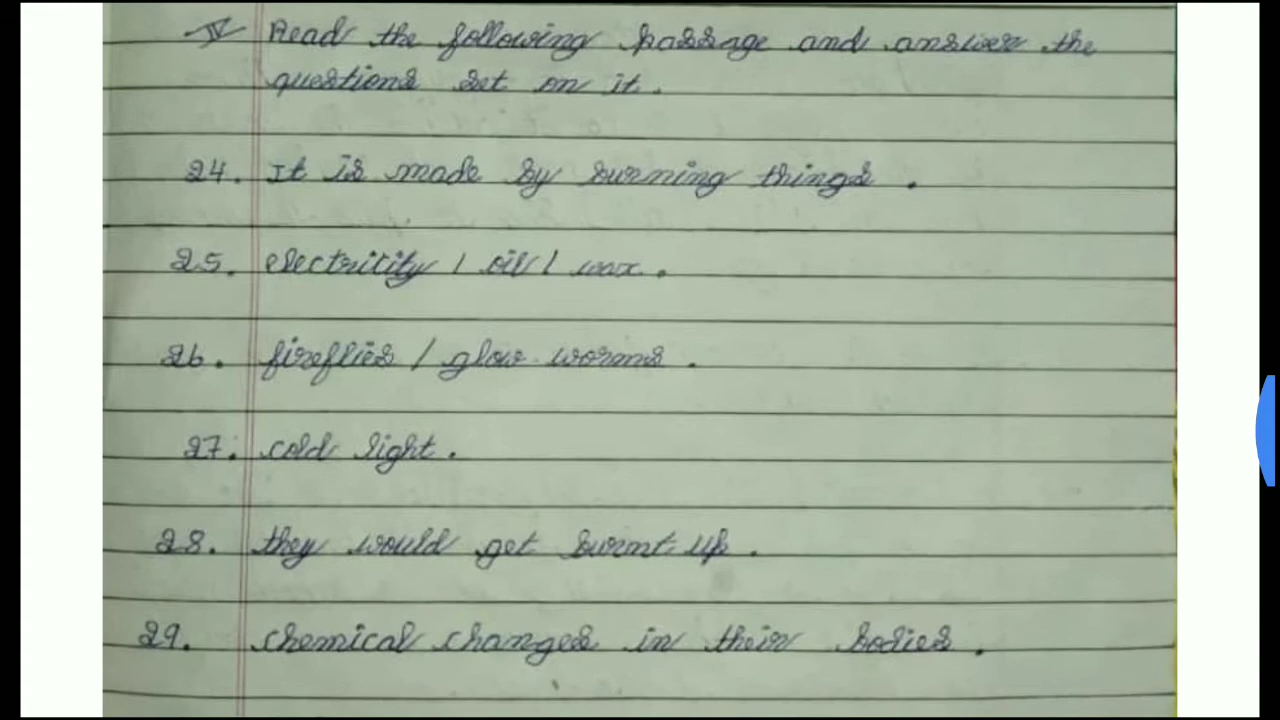 IV Read the following passage and answer the
questions set on it.
24. It is made by burning things.
25. electritity / oil / wax.
26. fireflies / glow worms.
27. cold light.
28. they would get burnt up.
29. chemical changes in their bodies.